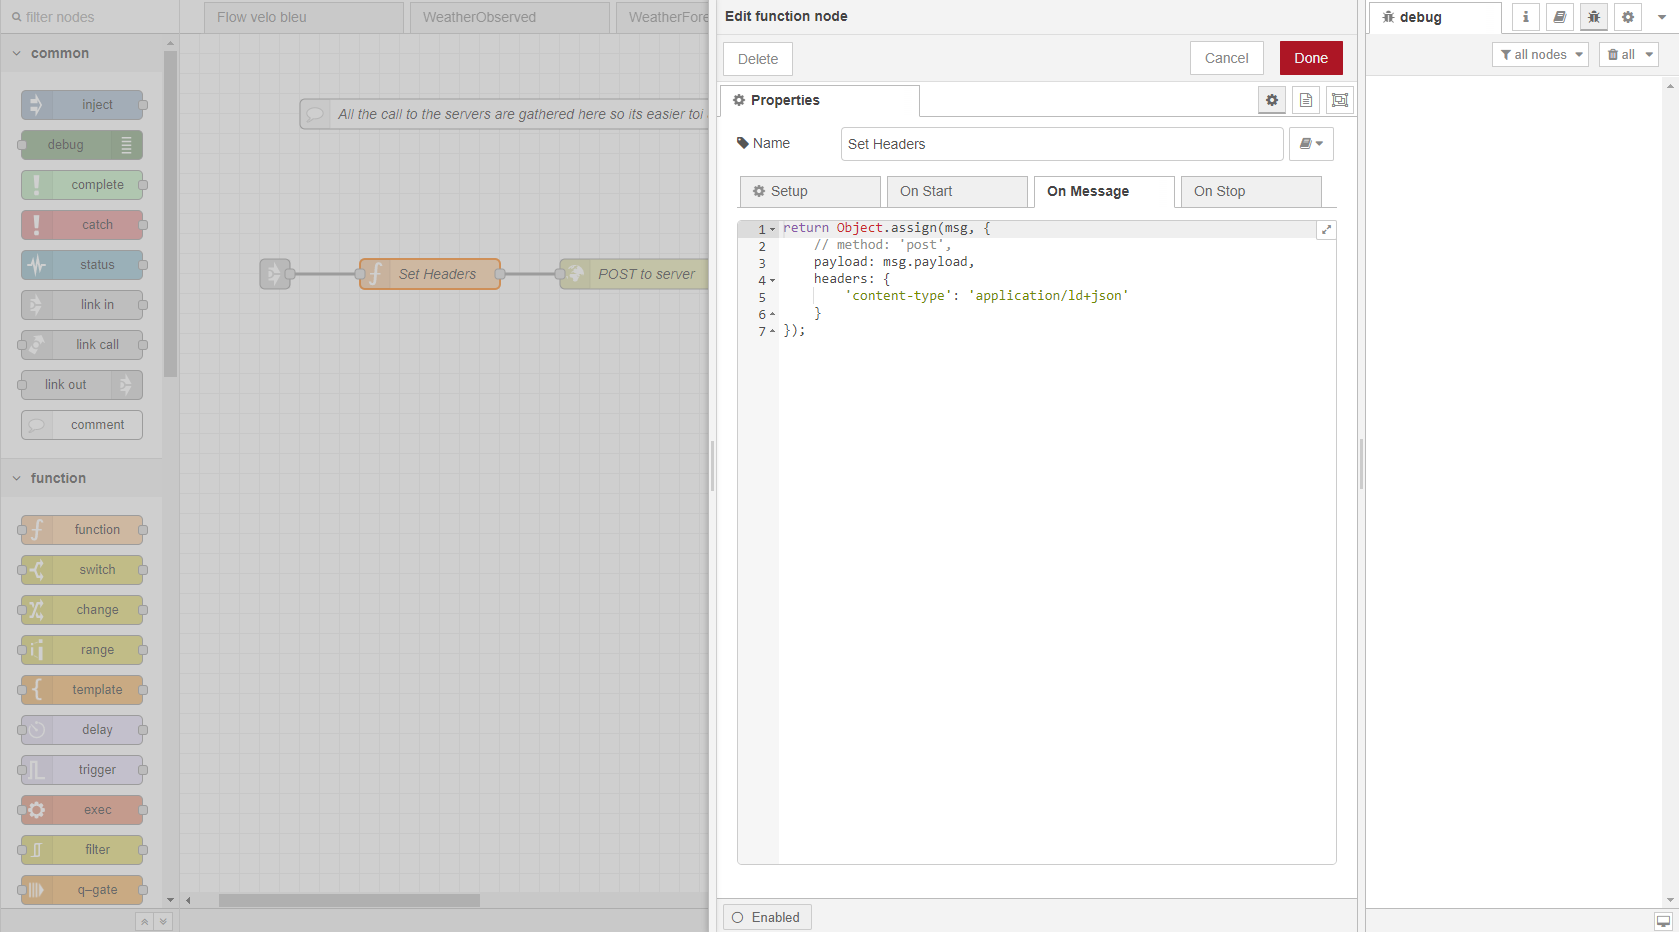 filter nodes
common
inject
debug
complete
catch
status
link in
link call
link out
comment
function
function
switch
change
range
template
delay
trigger
exec
filter
q-gate
Flow velo bleu
WeatherObserved
WeatherFore
All the call to the servers are gathered here so its easier toi
Set Headers
POST to server
Edit function node
Delete
Cancel
Done
Properties
Name
Set Headers
Setup
On Start
On Message
On Stop
1 return Object.assign(msg, {
2 // method: 'post',
3 payload: msg.payload,
4 headers: {
5 'content-type': 'application/ld+json'
6 }
7 });
Enabled
debug
i
all nodes
all